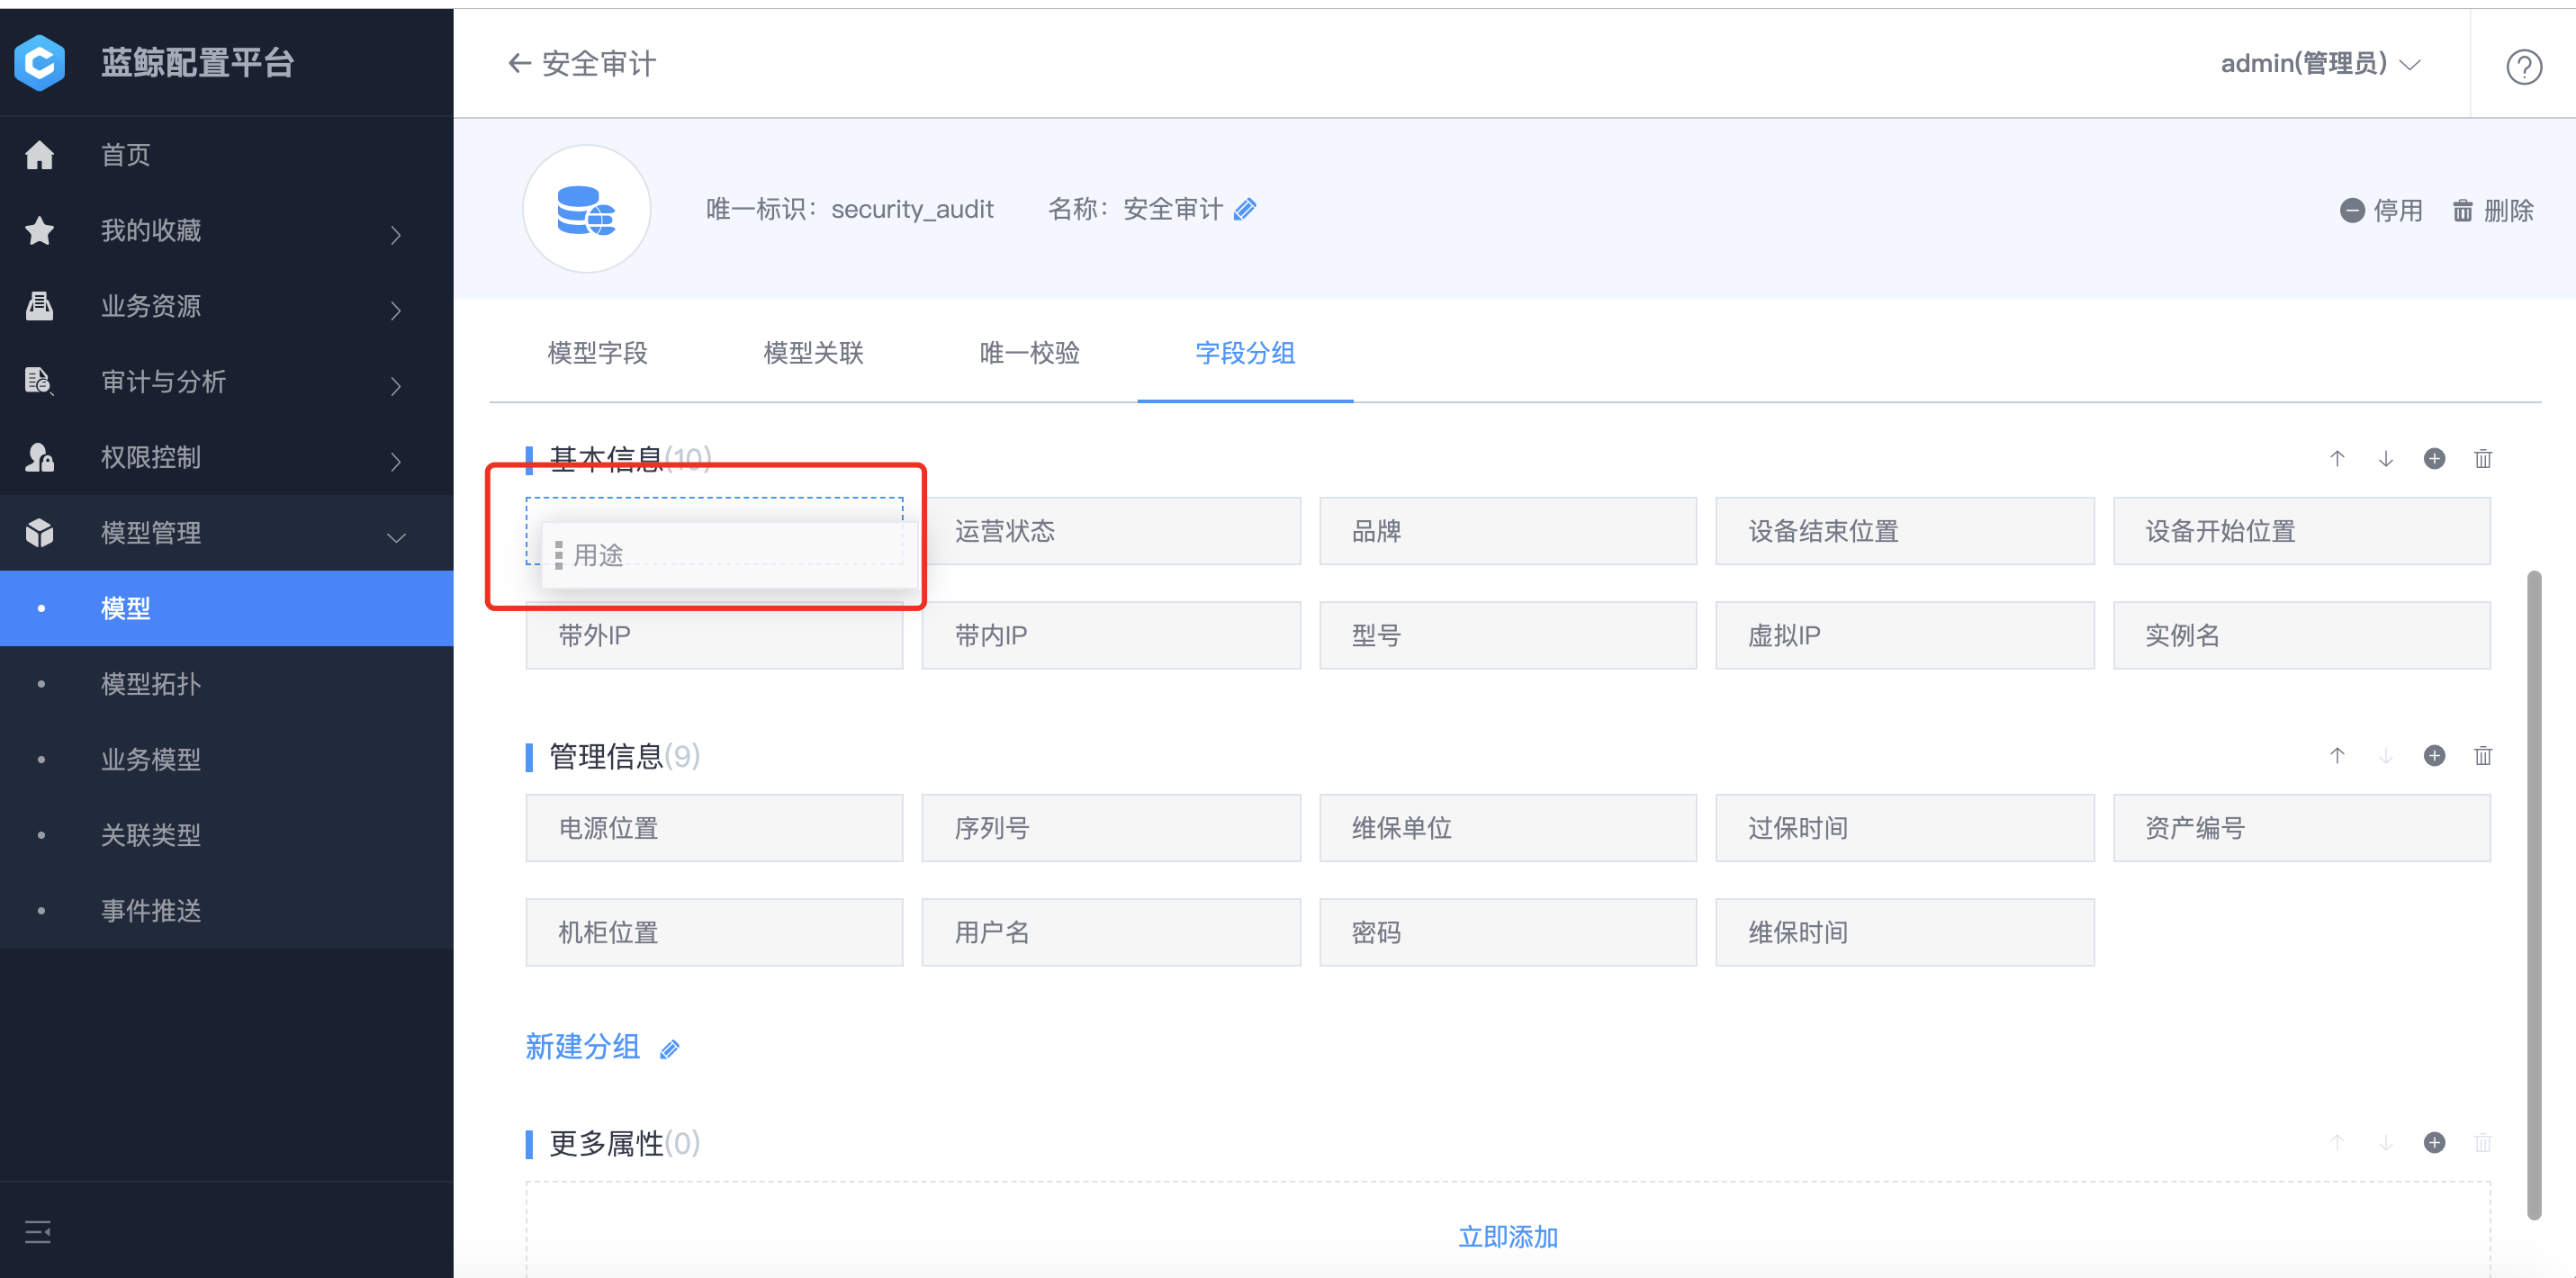 蓝鲸配置平台
首页
我的收藏
业务资源
审计与分析
权限控制
模型管理
模型
模型拓扑
业务模型
关联类型
事件推送
安全审计
admin(管理员)
唯一标识：security_audit 名称：安全审计
停用 删除
模型字段 模型关联 唯一校验 字段分组
基本信息(10)
用途 运营状态 品牌 设备结束位置 设备开始位置
带外IP 带内IP 型号 虚拟IP 实例名
管理信息(9)
电源位置 序列号 维保单位 过保时间 资产编号
机柜位置 用户名 密码 维保时间
新建分组
更多属性(0)
立即添加